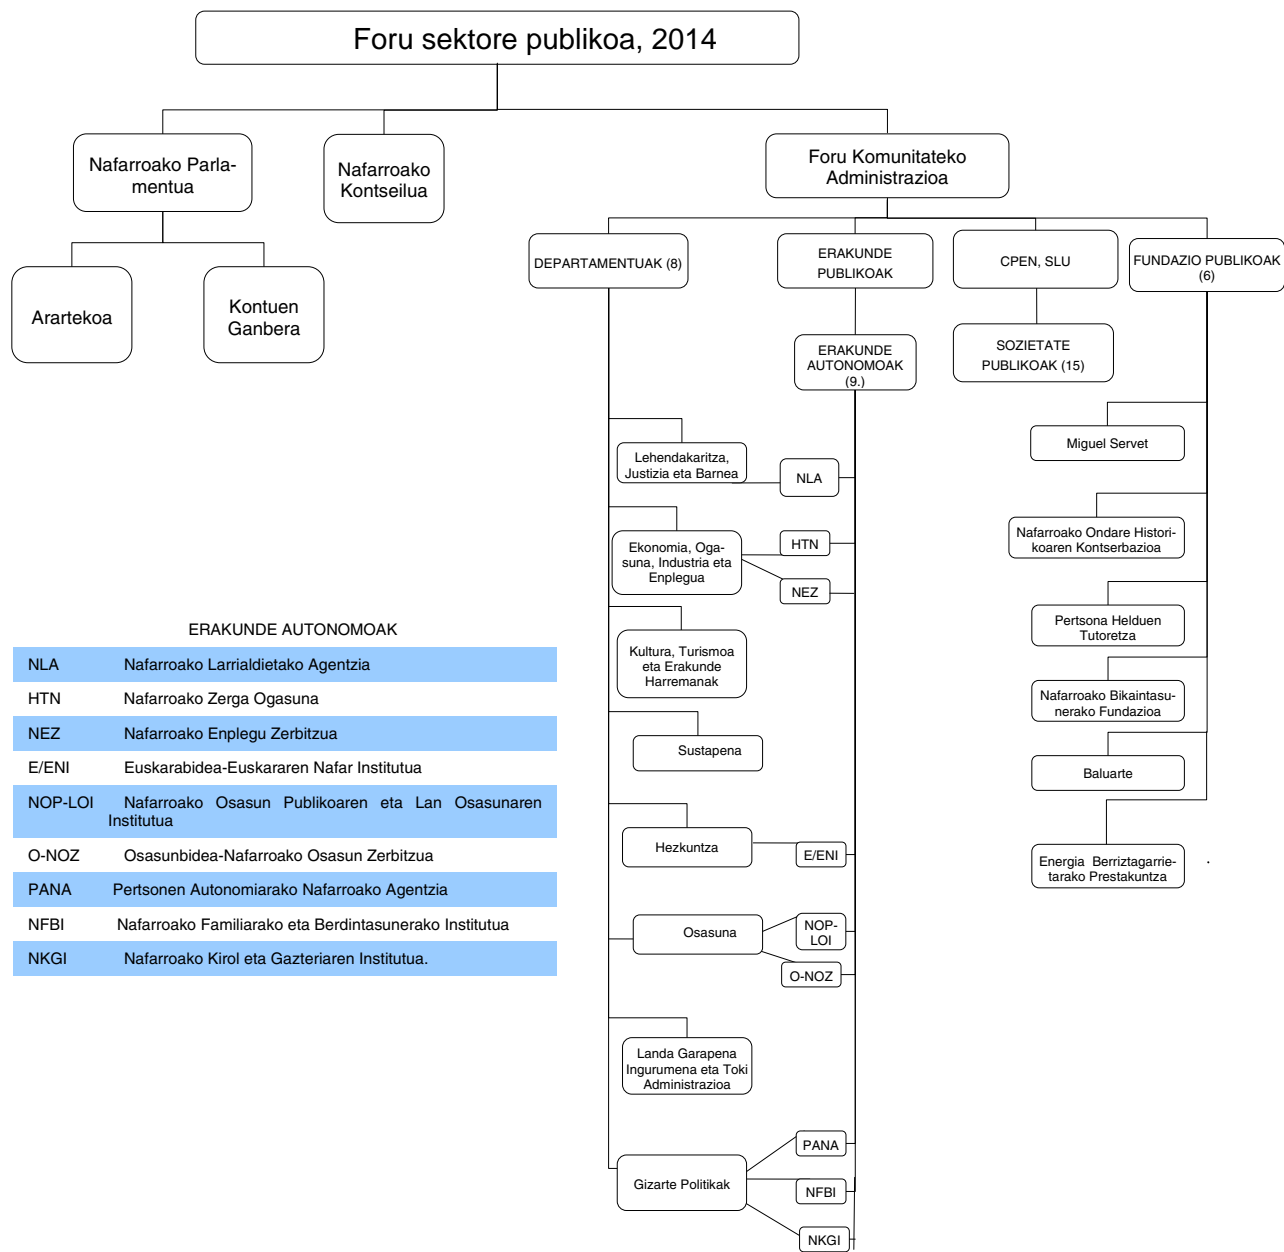 Foru sektore publikoa, 2014
Nafarroako Parla-
mentua
Nafarroako
Kontseilua
Foru Komunitateko
Administrazioa
Arartekoa
Kontuen
Ganbera
DEPARTAMENTUAK (8)
ERAKUNDE
PUBLIKOAK
CPEN, SLU
FUNDAZIO PUBLIKOAK
(6)
ERAKUNDE
AUTONOMOAK
(9.)
SOZIETATE
PUBLIKOAK (15)
Lehendakaritza,
Justizia eta Barnea
NLA
Miguel Servet
Ekonomia, Oga-
suna, Industria eta
Enplegua
HTN
NEZ
Nafarroako Ondare Histori-
koaren Kontserbazioa
Kultura, Turismoa
eta Erakunde
Harremanak
Pertsona Helduen
Tutoretza
Nafarroako Bikaintasu-
nerako Fundazioa
Sustapena
Baluarte
Hezkuntza
E/ENI
Energia Berriztagarrie-
tarako Prestakuntza
.
Osasuna
NOP-
LOI
O-NOZ
Landa Garapena
Ingurumena eta Toki
Administrazioa
Gizarte Politikak
PANA
NFBI
NKGI
ERAKUNDE AUTONOMOAK
NLA Nafarroako Larrialdietako Agentzia
HTN Nafarroako Zerga Ogasuna
NEZ Nafarroako Enplegu Zerbitzua
E/ENI Euskarabidea-Euskararen Nafar Institutua
NOP-LOI Nafarroako Osasun Publikoaren eta Lan Osasunaren
Institutua
O-NOZ Osasunbidea-Nafarroako Osasun Zerbitzua
PANA Pertsonen Autonomiarako Nafarroako Agentzia
NFBI Nafarroako Familiarako eta Berdintasunerako Institutua
NKGI Nafarroako Kirol eta Gazteriaren Institutua.